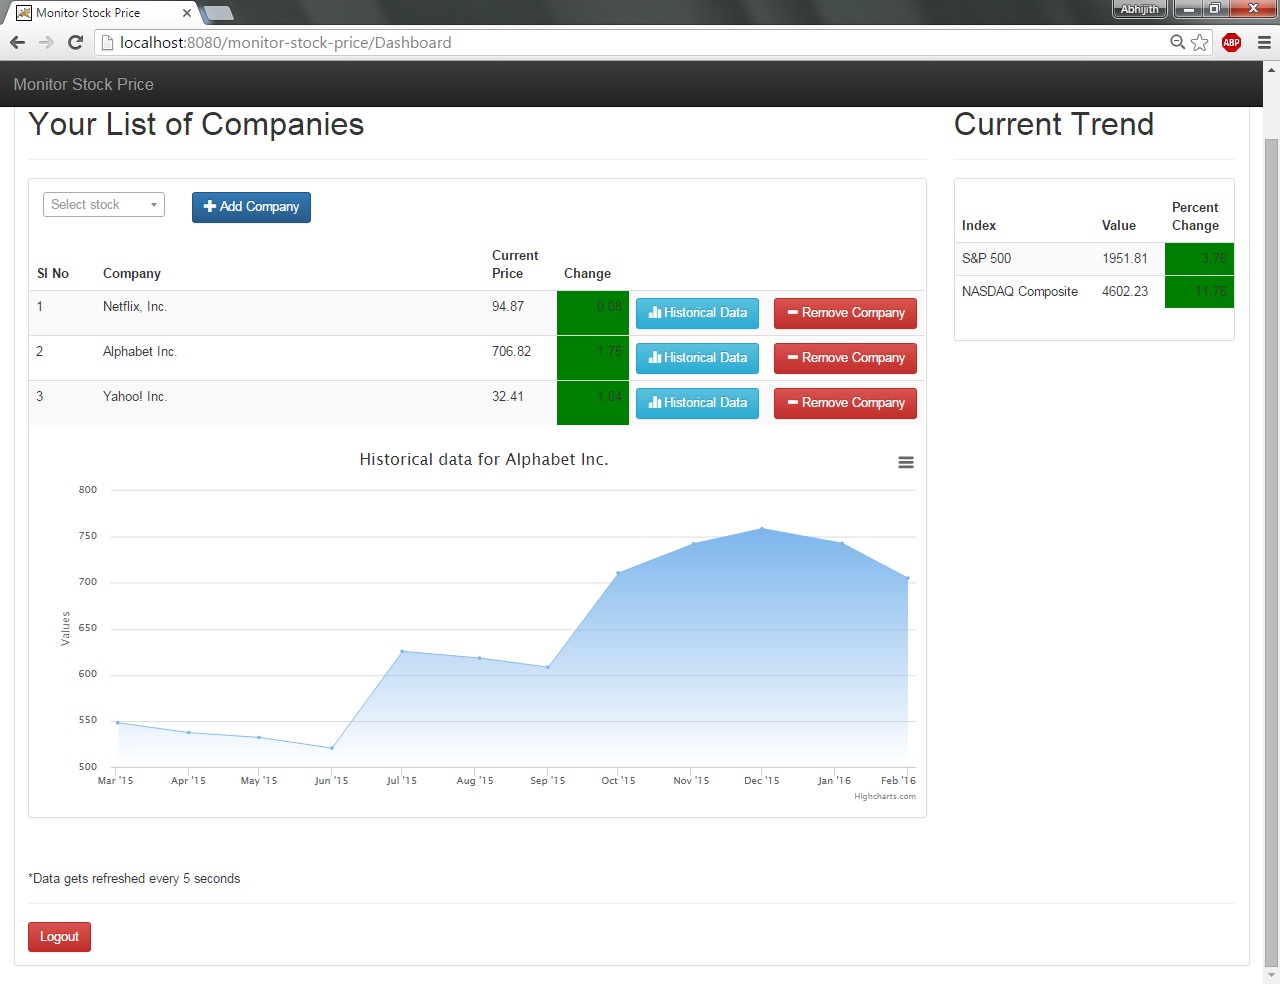 Monitor Stock Price
Abhijith
localhost:8080/monitor-stock-price/Dashboard
ABP
Monitor Stock Price
Your List of Companies
Current Trend
Select stock
Add Company
Sl No Company Current Price Change
1 Netflix, Inc. 94.87 0.08 Historical Data Remove Company
2 Alphabet Inc. 706.82 1.75 Historical Data Remove Company
3 Yahoo! Inc. 32.41 1.04 Historical Data Remove Company
Index Value Percent Change
S&P 500 1951.81 3.76
NASDAQ Composite 4602.23 11.76
Historical data for Alphabet Inc.
Values
800
750
700
650
600
550
500
Mar '15 Apr '15 May '15 Jun '15 Jul '15 Aug '15 Sep '15 Oct '15 Nov '15 Dec '15 Jan '16 Feb '16
Highcharts.com
*Data gets refreshed every 5 seconds
Logout